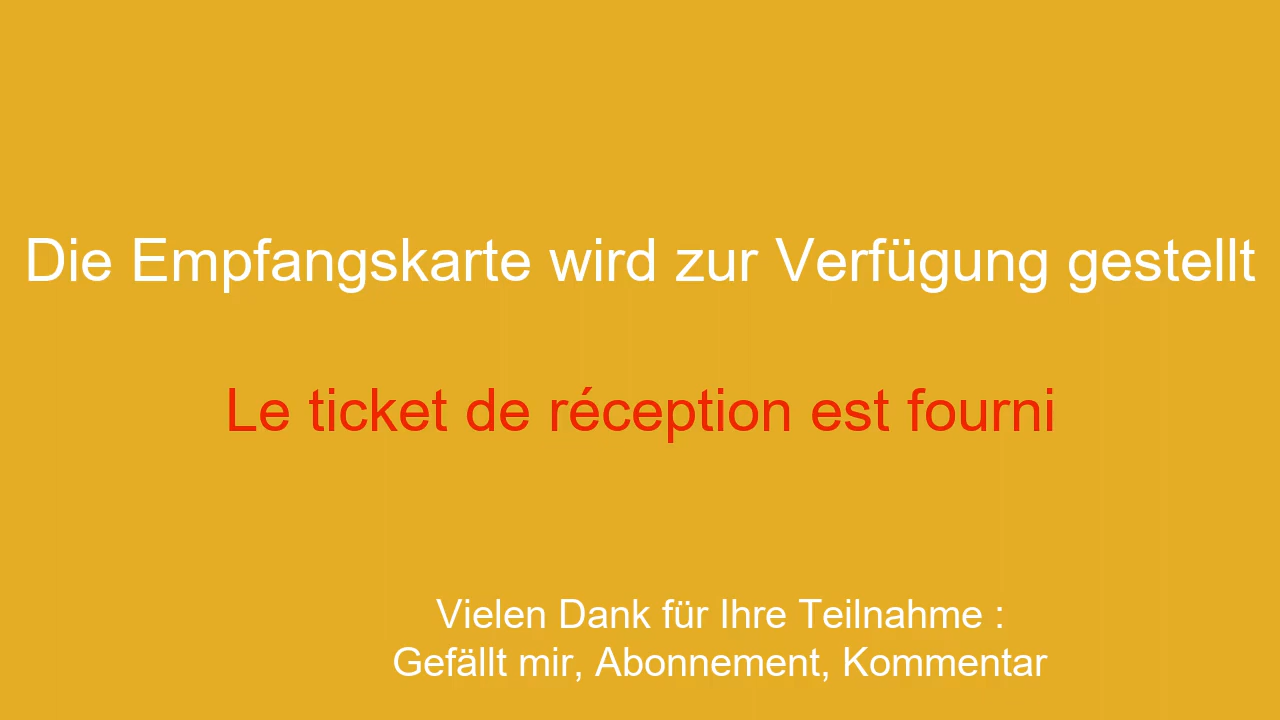 Die Empfangskarte wird zur Verfügung gestellt
Le ticket de réception est fourni
Vielen Dank für Ihre Teilnahme :
Gefällt mir, Abonnement, Kommentar